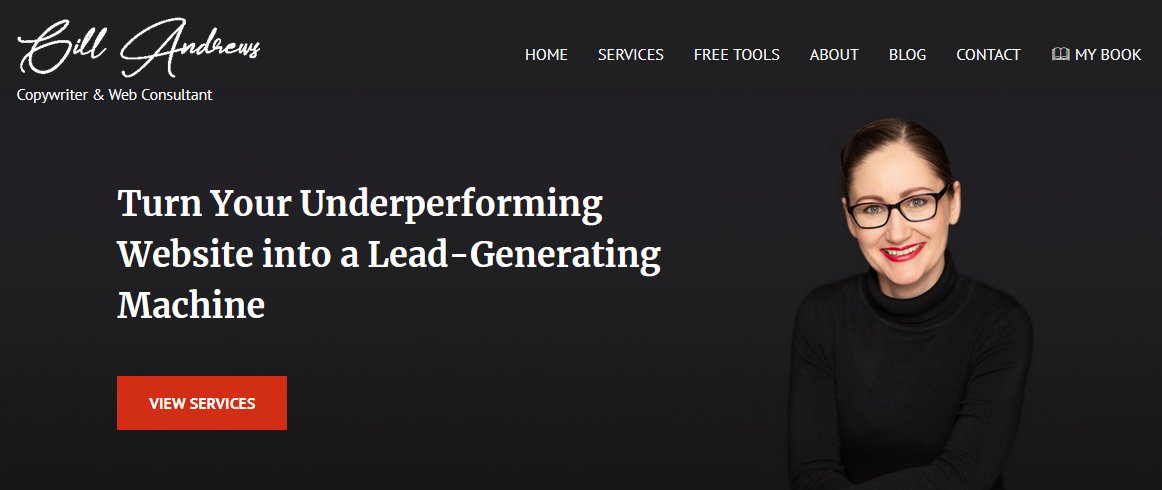 Gill Andrews
Copywriter & Web Consultant
HOME SERVICES FREE TOOLS ABOUT BLOG CONTACT MY BOOK
Turn Your Underperforming
Website into a Lead-Generating
Machine
VIEW SERVICES